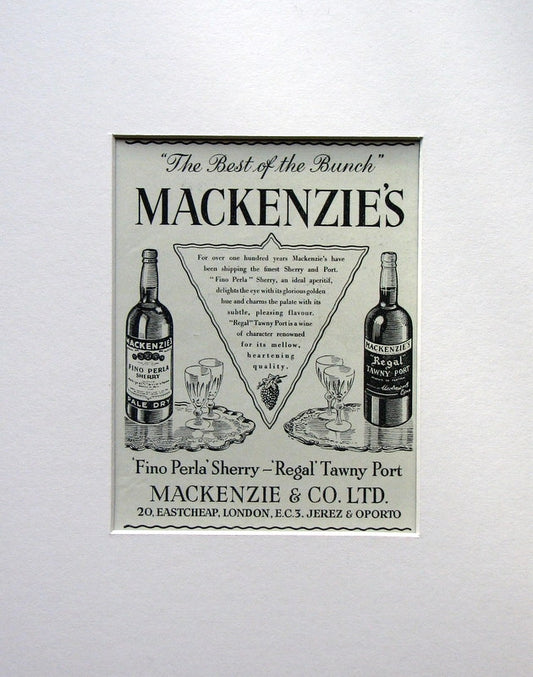 "The Best of the Bunch"
MACKENZIE'S
For over one hundred years Mackenzie's have
been shipping the finest Sherry and Port.
"Fino Perla" Sherry, an ideal aperitif,
delights the eye with its glorious golden
hue and charms the palate with its
subtle, pleasing flavour.
"Regal" Tawny Port is a wine
of character renowned
for its mellow,
heartening
quality.
MACKENZIE'S
FINO PERLA
SHERRY
PALE DRY
MACKENZIE'S
"Regal"
TAWNY PORT
'Fino Perla' Sherry – 'Regal' Tawny Port
MACKENZIE & CO. LTD.
20, EASTCHEAP, LONDON, E.C.3. JEREZ & OPORTO